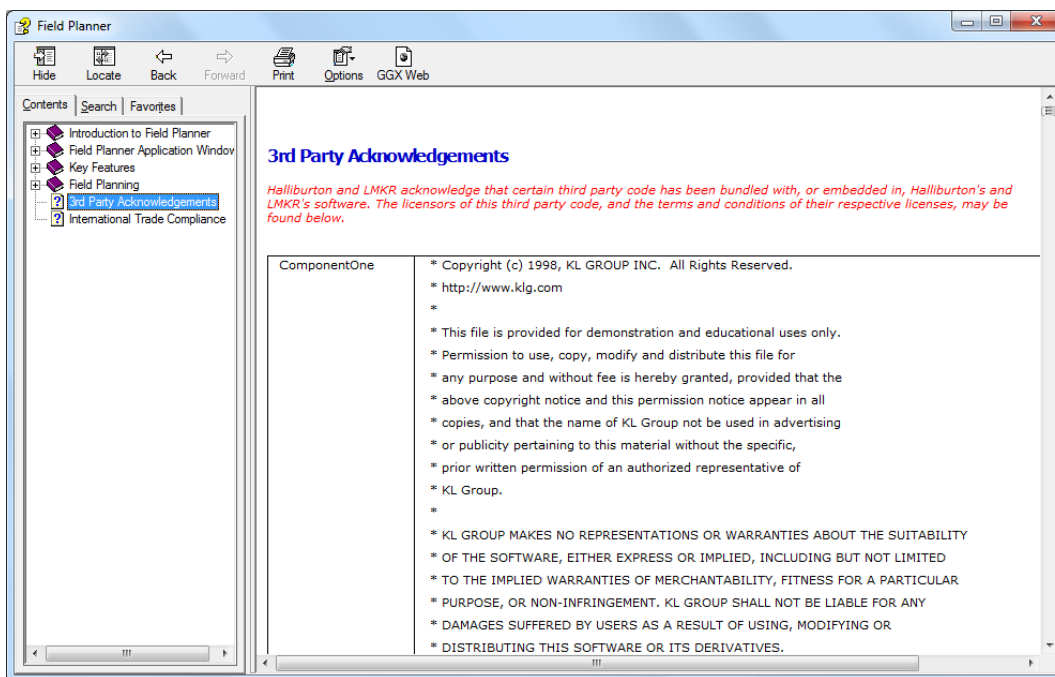 Field Planner
Hide Locate Back Forward Print Options GGX Web
Contents Search Favorites
Introduction to Field Planner
Field Planner Application Window
Key Features
Field Planning
3rd Party Acknowledgements
International Trade Compliance
3rd Party Acknowledgements
Halliburton and LMKR acknowledge that certain third party code has been bundled with, or embedded in, Halliburton's and
LMKR's software. The licensors of this third party code, and the terms and conditions of their respective licenses, may be
found below.
ComponentOne
* Copyright (c) 1998, KL GROUP INC. All Rights Reserved.
* http://www.klg.com
*
* This file is provided for demonstration and educational uses only.
* Permission to use, copy, modify and distribute this file for
* any purpose and without fee is hereby granted, provided that the
* above copyright notice and this permission notice appear in all
* copies, and that the name of KL Group not be used in advertising
* or publicity pertaining to this material without the specific,
* prior written permission of an authorized representative of
* KL Group.
*
* KL GROUP MAKES NO REPRESENTATIONS OR WARRANTIES ABOUT THE SUITABILITY
* OF THE SOFTWARE, EITHER EXPRESS OR IMPLIED, INCLUDING BUT NOT LIMITED
* TO THE IMPLIED WARRANTIES OF MERCHANTABILITY, FITNESS FOR A PARTICULAR
* PURPOSE, OR NON-INFRINGEMENT. KL GROUP SHALL NOT BE LIABLE FOR ANY
* DAMAGES SUFFERED BY USERS AS A RESULT OF USING, MODIFYING OR
* DISTRIBUTING THIS SOFTWARE OR ITS DERIVATIVES.